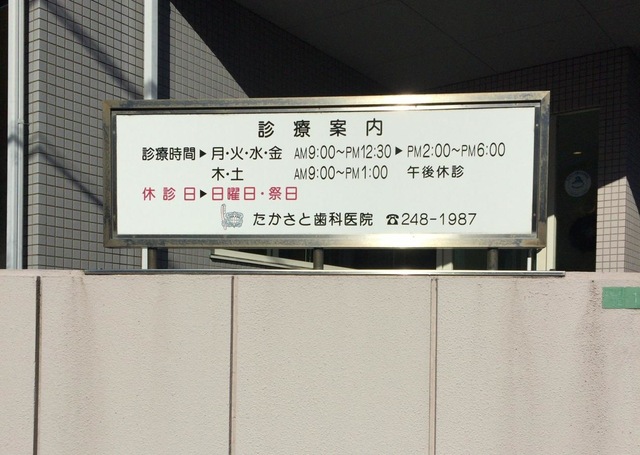 診療案内
診療時間▶月・火・水・金 AM9:00～PM12:30▶PM2:00～PM6:00
木・土 AM9:00～PM1:00 午後休診
休診日▶日曜日・祭日
たかさと歯科医院 ☎248-1987